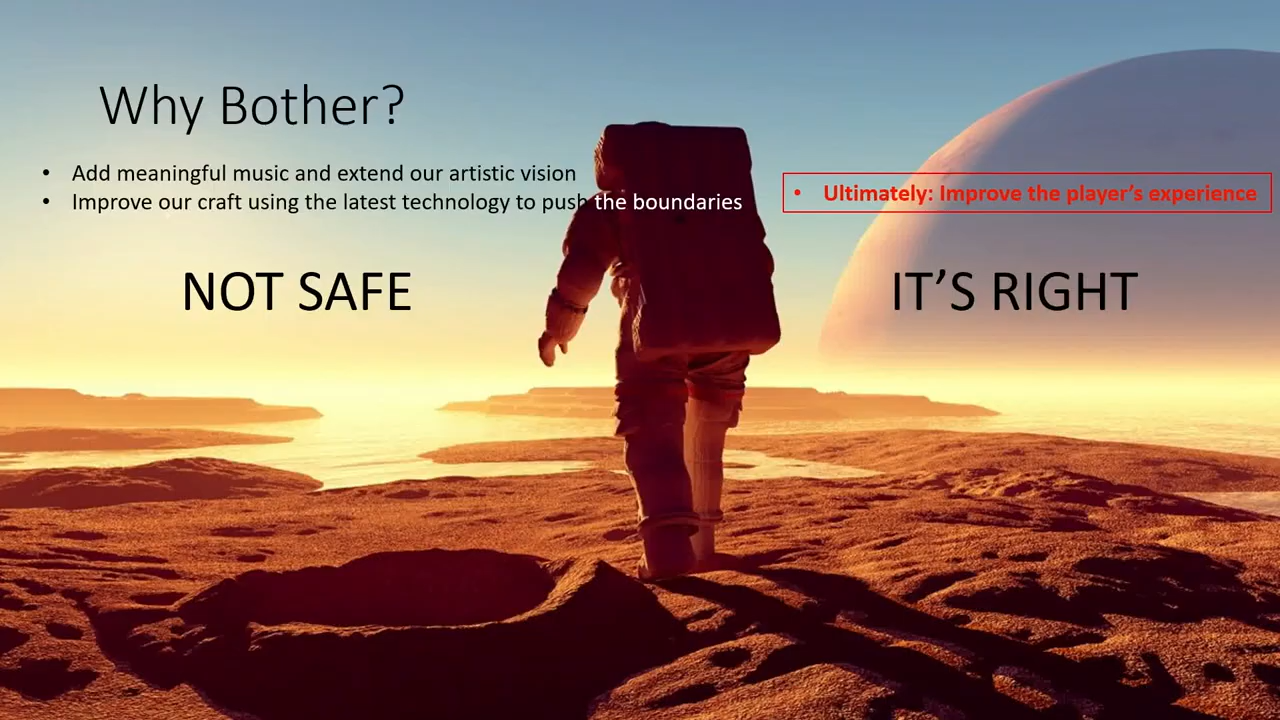 Why Bother?
• Add meaningful music and extend our artistic vision
• Improve our craft using the latest technology to push the boundaries
• Ultimately: Improve the player’s experience
NOT SAFE
IT’S RIGHT